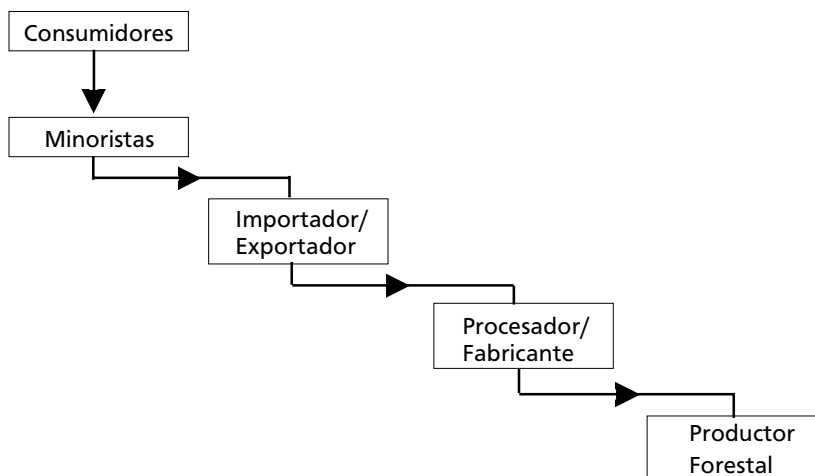 Consumidores
Minoristas
Importador/
Exportador
Procesador/
Fabricante
Productor
Forestal